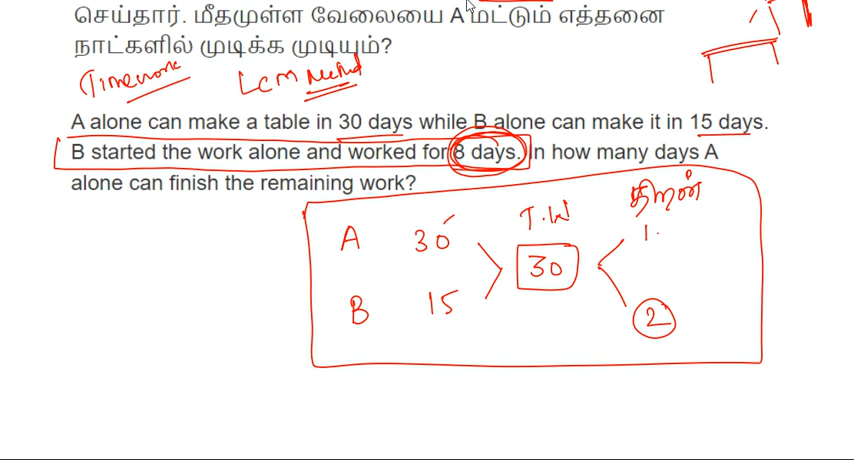 செய்தார். மீதமுள்ள வேலையை A மட்டும் எத்தனை
நாட்களில் முடிக்க முடியும்?
Timework LCM Method
A alone can make a table in 30 days while B alone can make it in 15 days.
B started the work alone and worked for 8 days. In how many days A
alone can finish the remaining work?
T.W திறன்
A 30 1.
30
B 15 2